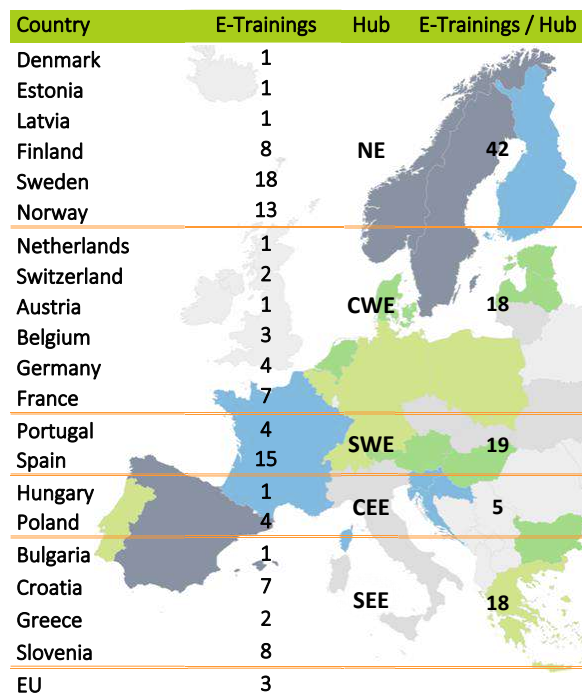 Country E-Trainings Hub E-Trainings / Hub
Denmark 1
Estonia 1
Latvia 1
Finland 8 NE 42
Sweden 18
Norway 13
Netherlands 1
Switzerland 2
Austria 1 CWE 18
Belgium 3
Germany 4
France 7
Portugal 4 SWE 19
Spain 15
Hungary 1 CEE 5
Poland 4
Bulgaria 1
Croatia 7 SEE 18
Greece 2
Slovenia 8
EU 3